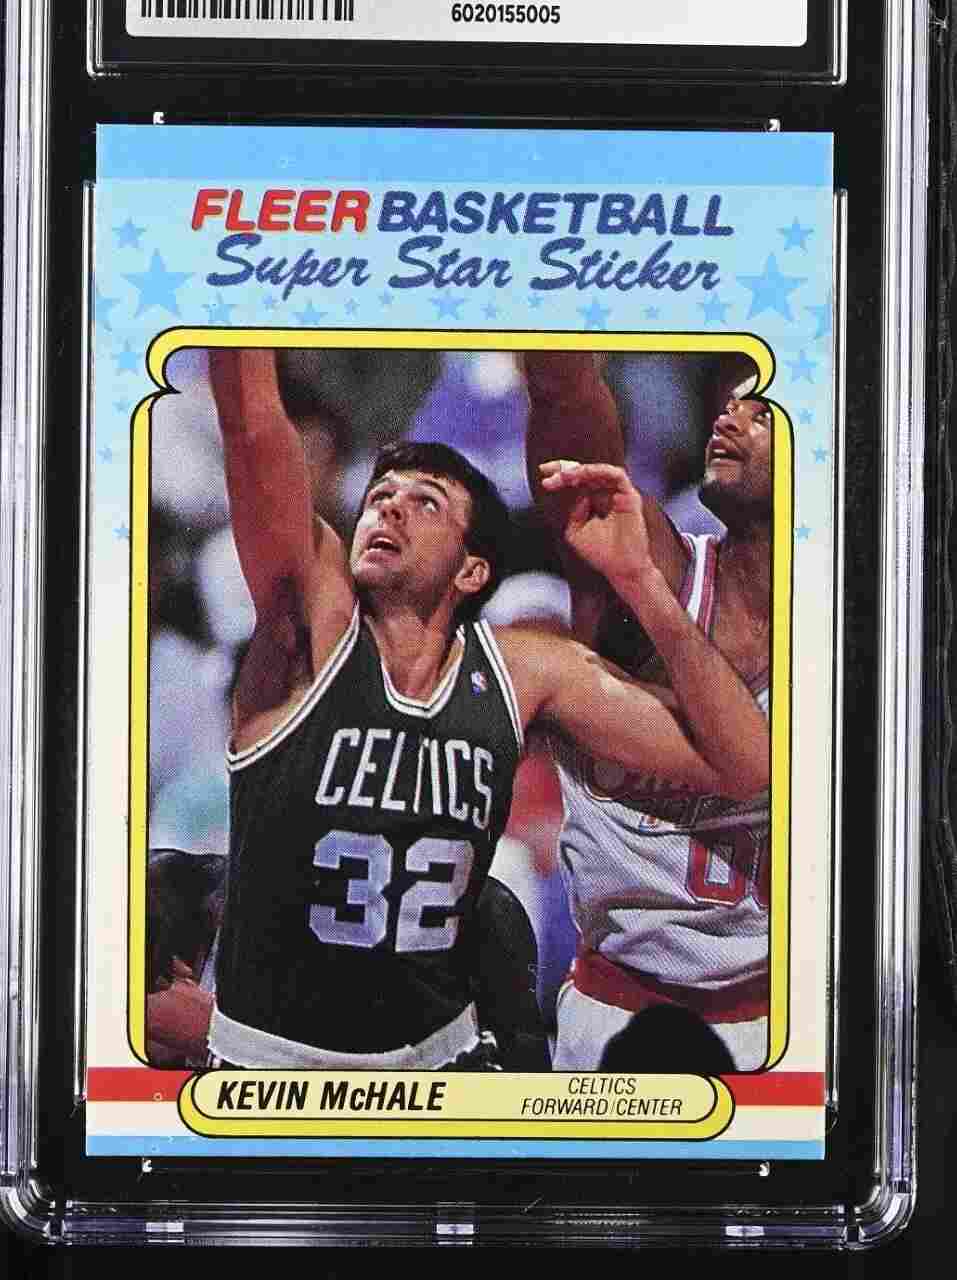 6020155005
FLEER BASKETBALL
Super Star Sticker
CELTICS
32
KEVIN McHALE
CELTICS
FORWARD/CENTER